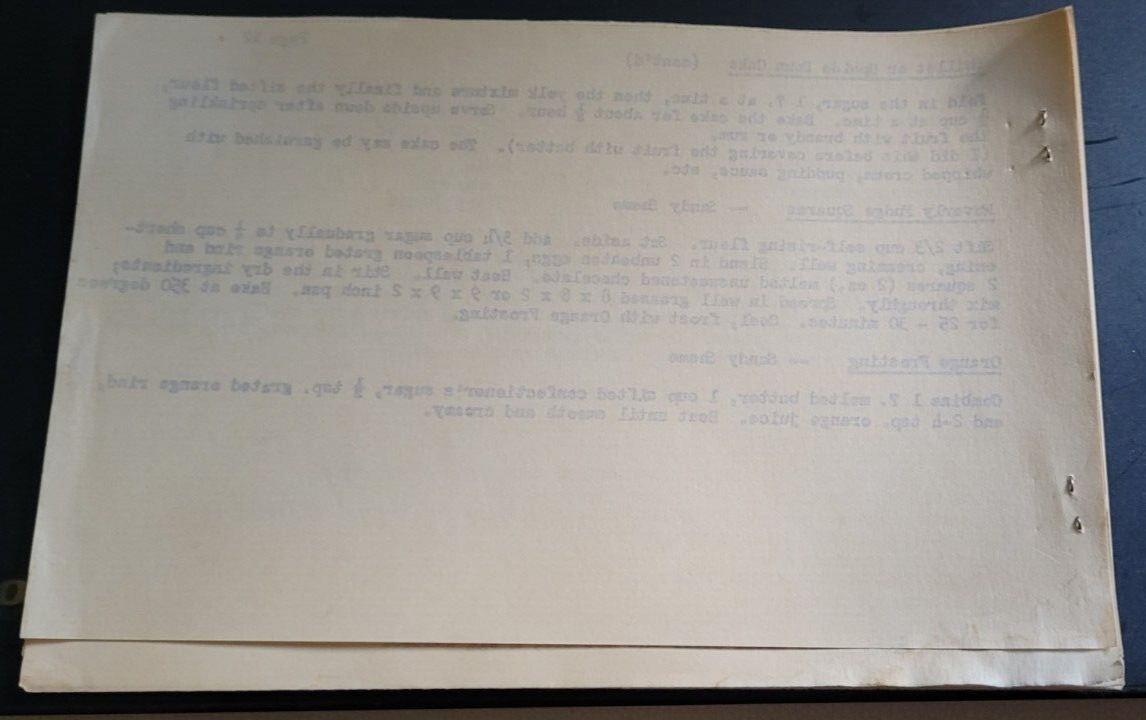 Page
Skillet or Upside Down Cake (cont'd)
Fold in the sugar, 1 T. at a time, then the yolk mixture and finally the sifted flour,
cup at a time. Bake the cake for about ½ hour. Serve upside down after sprinkling
the fruit with brandy or rum.
(I did this before covering the fruit with batter). The cake may be garnished with
whipped cream, pudding sauce, etc.
Waverly Fudge Squares -- Sandy Shems
Sift 2/3 cup self-rising flour. Set aside. Add 3/4 cup sugar gradually to cup short-
ening, creaming well. Blend in 2 unbeaten eggs, 1 tablespoon grated orange rind and
2 squares (2 oz.) melted unsweetened chocolate. Beat well. Stir in the dry ingredients;
mix throughly. Spread in well greased 8 x 8 x 2 or 9 x 9 x 2 inch pan. Bake at 350 degrees
for 25 - 30 minutes. Cool, frost with Orange Frosting.
Orange Frosting -- Sandy Shems
Combine 1 T. melted butter, 1 cup sifted confectioner's sugar, ½ tsp. grated orange rind,
and 2-4 tsp. orange juice. Beat until smooth and creamy.